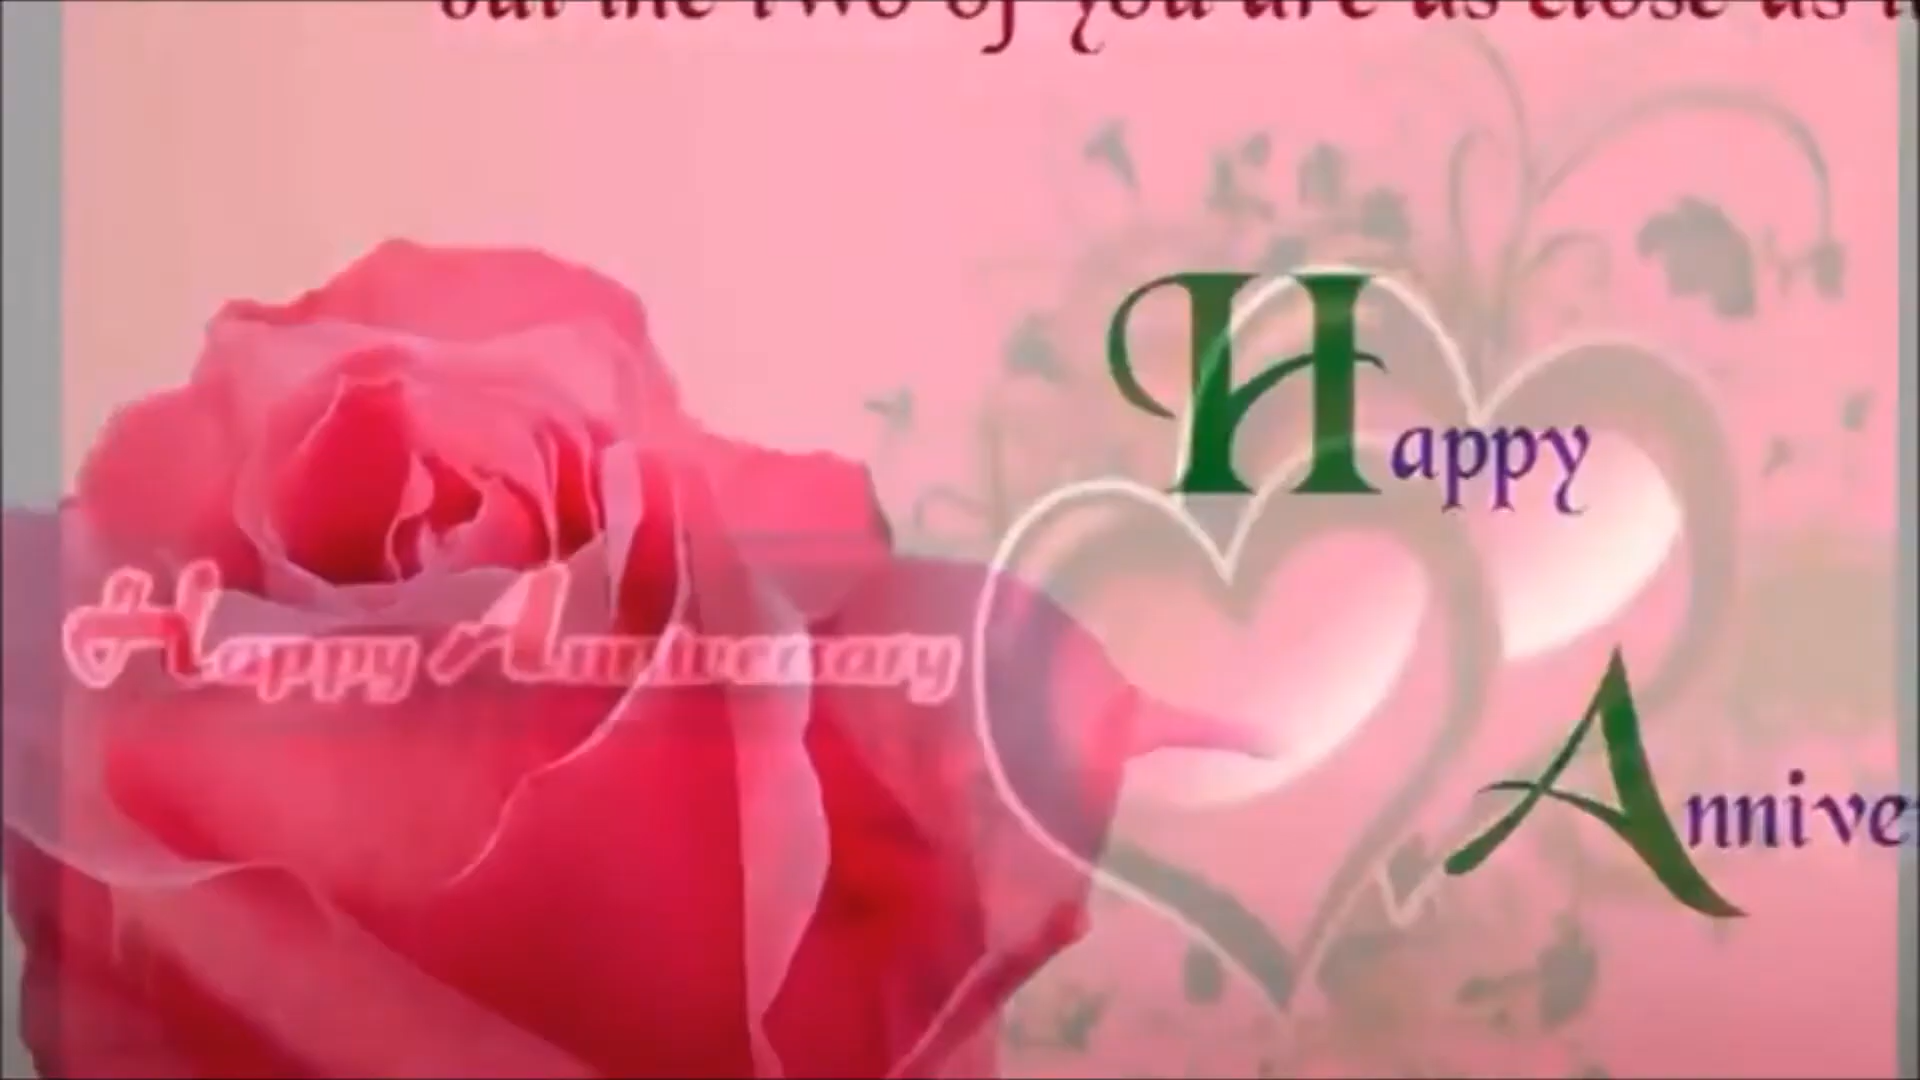 but the two of you are as close as
Happy
Happy Anniversary
Annive